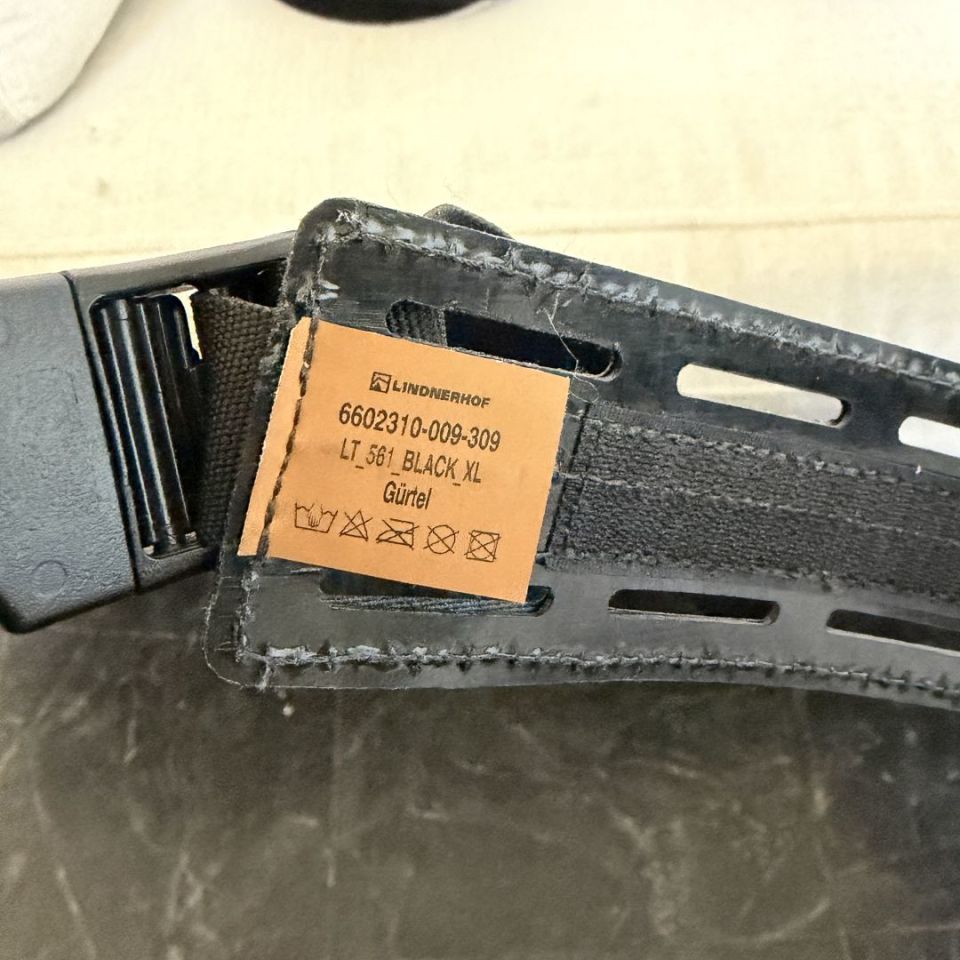 LINDNERHOF
6602310-009-309
LT_561_BLACK_XL
Gürtel